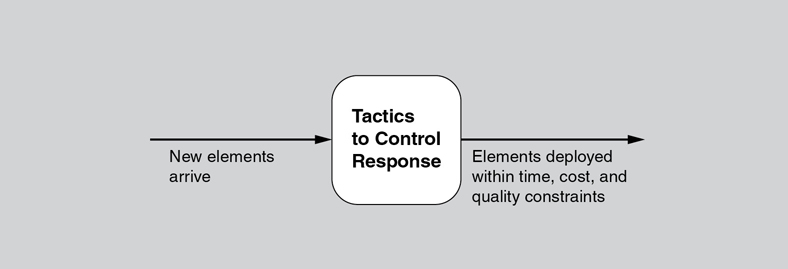 Tactics
to Control
Response
New elements
arrive
Elements deployed
within time, cost, and
quality constraints